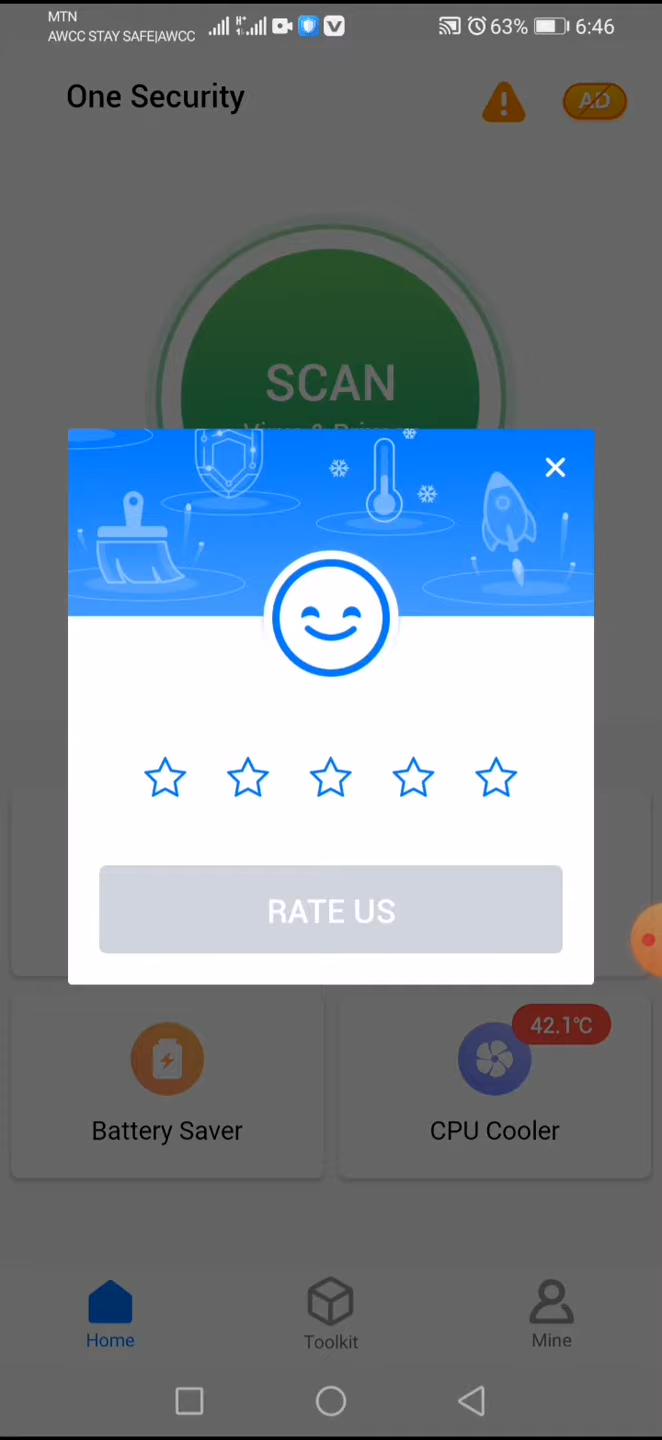 MTN
AWCC STAY SAFE|AWCC
63% 6:46
One Security
AD
SCAN
RATE US
42.1℃
Battery Saver
CPU Cooler
Home
Toolkit
Mine